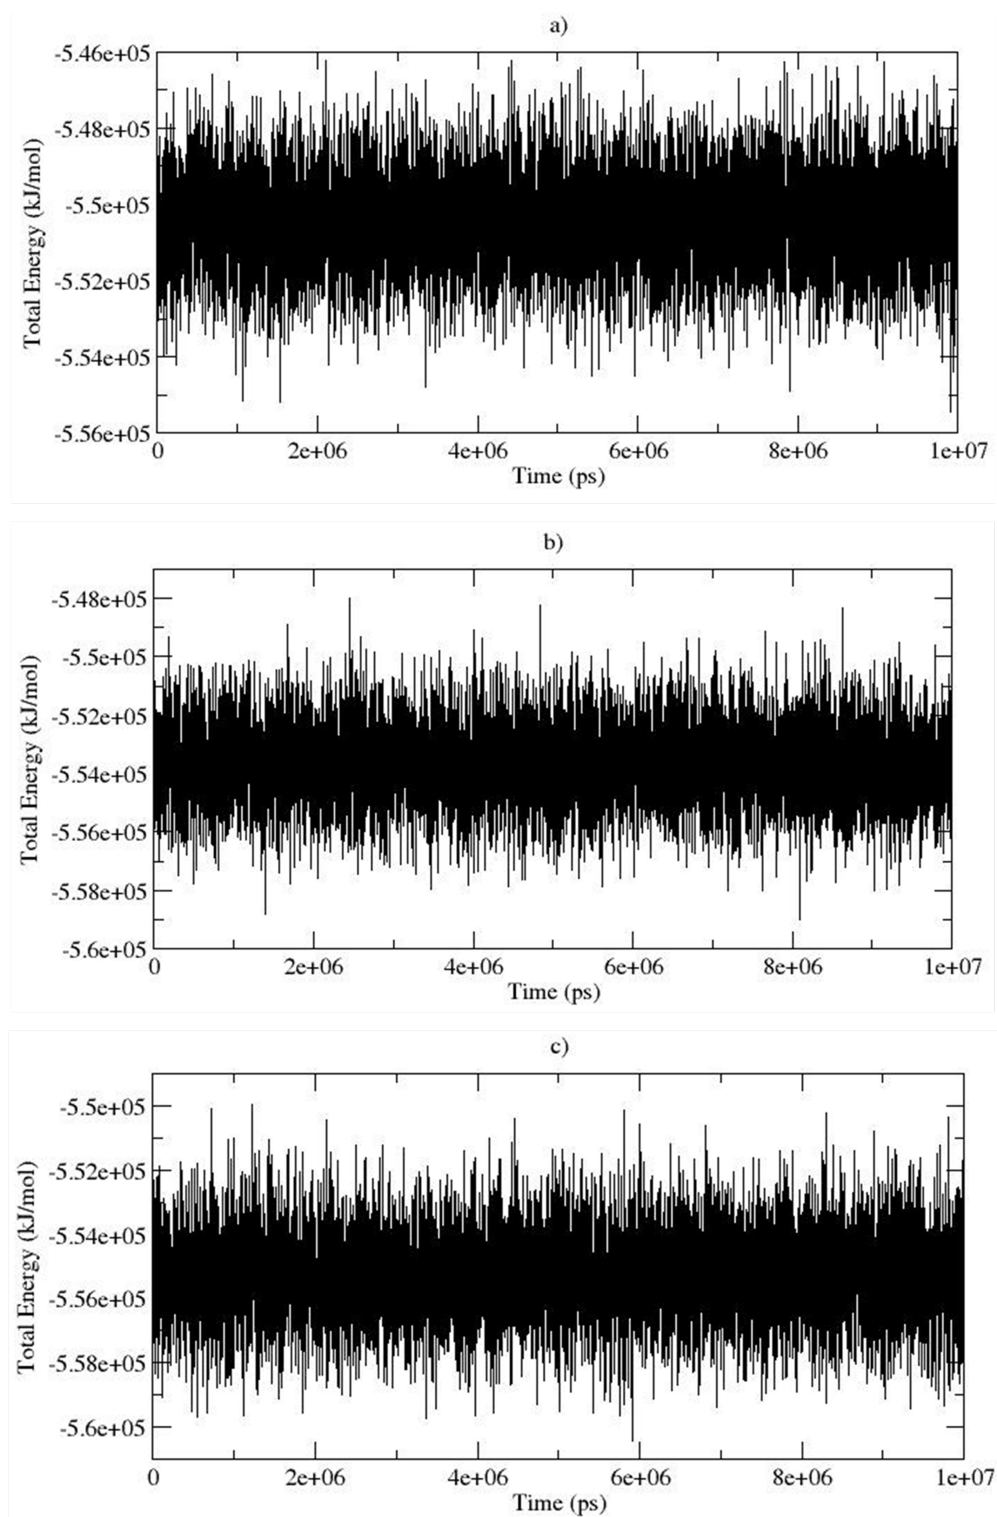 a)
-5.46e+05
-5.48e+05
-5.5e+05
-5.52e+05
-5.54e+05
-5.56e+05
Total Energy (kJ/mol)
0 2e+06 4e+06 6e+06 8e+06 1e+07
Time (ps)
b)
-5.48e+05
-5.5e+05
-5.52e+05
-5.54e+05
-5.56e+05
-5.58e+05
-5.6e+05
Total Energy (kJ/mol)
0 2e+06 4e+06 6e+06 8e+06 1e+07
Time (ps)
c)
-5.5e+05
-5.52e+05
-5.54e+05
-5.56e+05
-5.58e+05
-5.6e+05
Total Energy (kJ/mol)
0 2e+06 4e+06 6e+06 8e+06 1e+07
Time (ps)